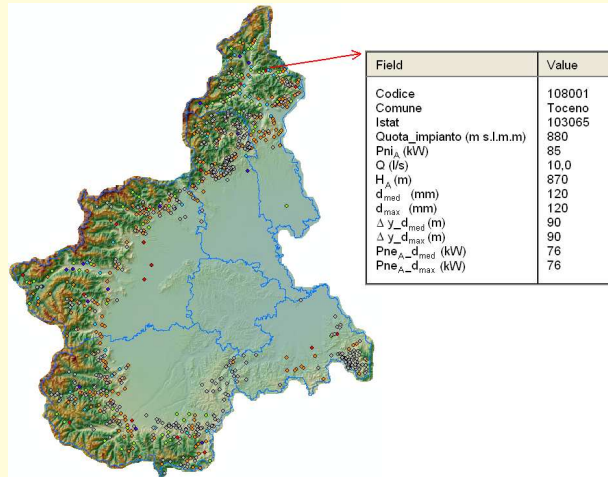 Field Value
Codice 108001
Comune Toceno
Istat 103065
Quota_impianto (m s.l.m.m) 880
Pni_A (kW) 85
Q (l/s) 10,0
H_A (m) 870
d_med (mm) 120
d_max (mm) 120
Δ y_d_med (m) 90
Δ y_d_max (m) 90
Pne_A_d_med (kW) 76
Pne_A_d_max (kW) 76